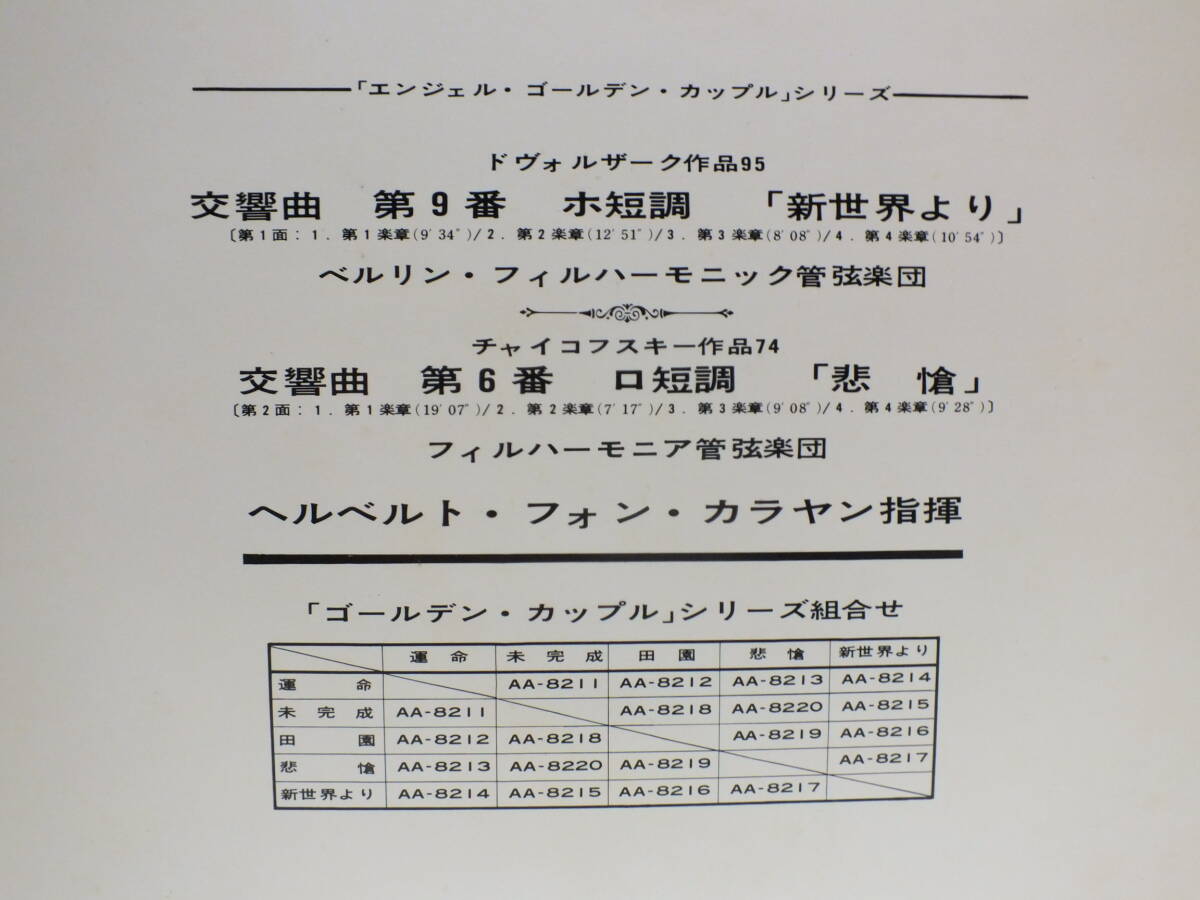 「エンジェル・ゴールデン・カップル」シリーズ
ドヴォルザーク作品95
交響曲 第9番 ホ短調 「新世界より」
〔第1面：1．第1楽章(9′34″)/2．第2楽章(12′51″)/3．第3楽章(8′08″)/4．第4楽章(10′54″)〕
ベルリン・フィルハーモニック管弦楽団
チャイコフスキー作品74
交響曲 第6番 ロ短調 「悲 愴」
〔第2面：1．第1楽章(19′07″)/2．第2楽章(7′17″)/3．第3楽章(9′08″)/4．第4楽章(9′28″)〕
フィルハーモニア管弦楽団
ヘルベルト・フォン・カラヤン指揮
「ゴールデン・カップル」シリーズ組合せ
運命 未完成 田園 悲愴 新世界より
運命 AA-8211 AA-8212 AA-8213 AA-8214
未完成 AA-8211 AA-8218 AA-8220 AA-8215
田園 AA-8212 AA-8218 AA-8219 AA-8216
悲愴 AA-8213 AA-8220 AA-8219 AA-8217
新世界より AA-8214 AA-8215 AA-8216 AA-8217